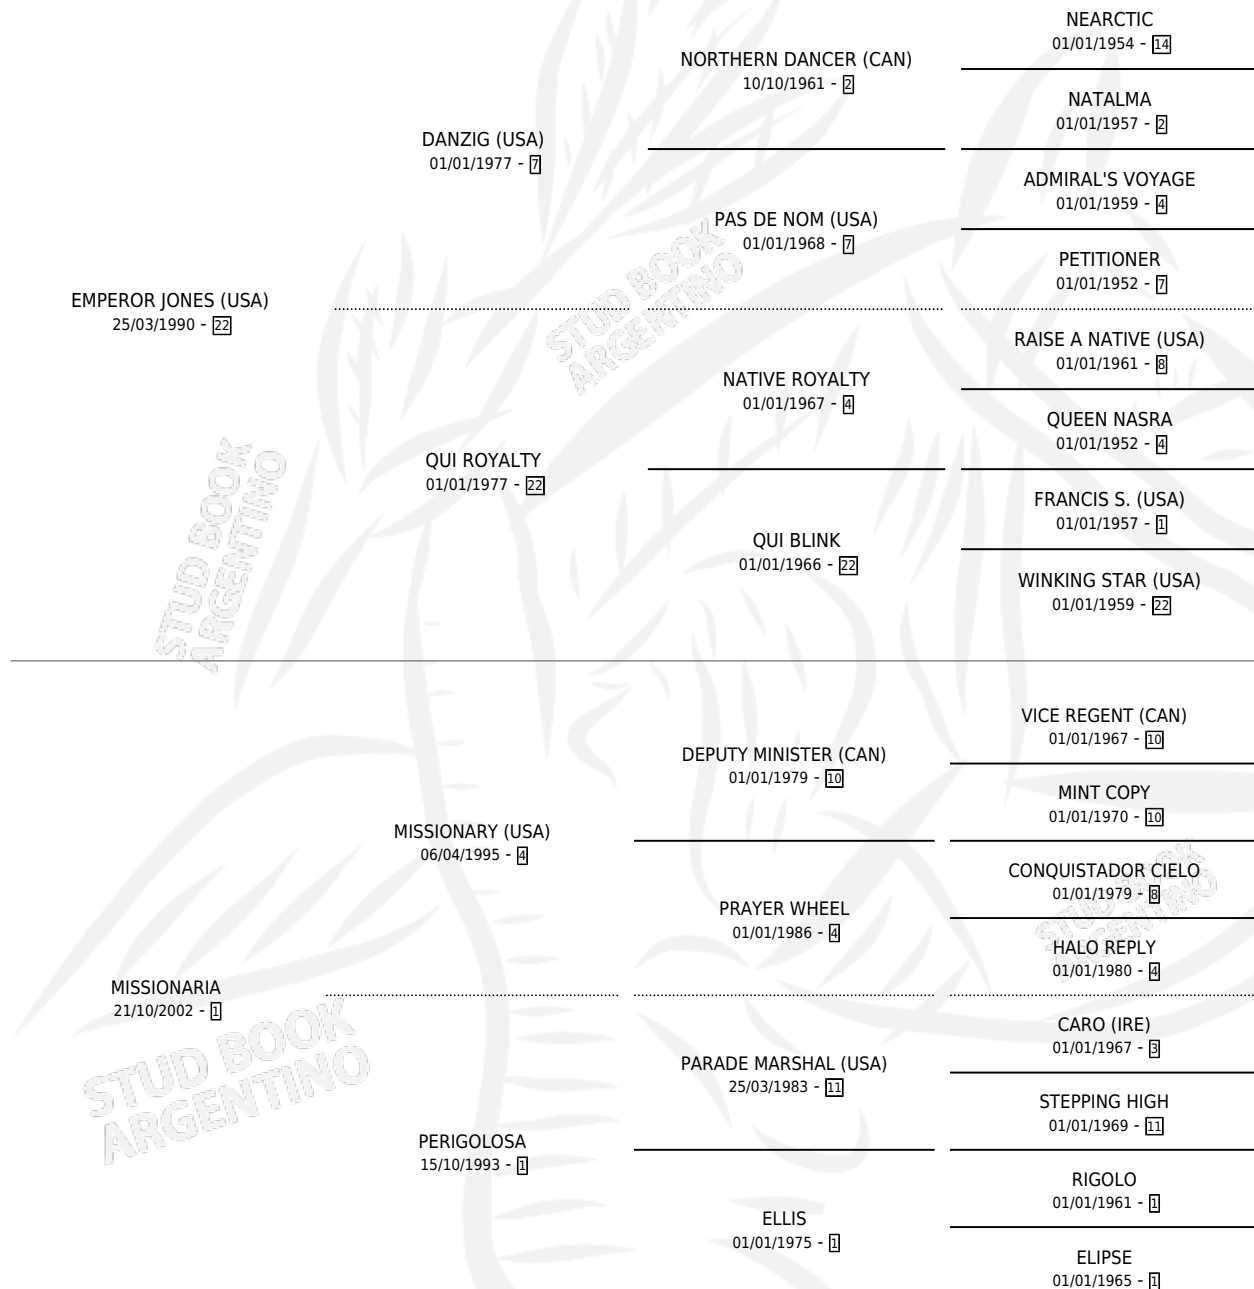 NEARCTIC
01/01/1954 - 14
NORTHERN DANCER (CAN)
10/10/1961 - 2
NATALMA
01/01/1957 - 2
DANZIG (USA)
01/01/1977 - 7
ADMIRAL'S VOYAGE
01/01/1959 - 4
PAS DE NOM (USA)
01/01/1968 - 7
PETITIONER
01/01/1952 - 7
EMPEROR JONES (USA)
25/03/1990 - 22
STUD BOOK
ARGENTINO
RAISE A NATIVE (USA)
01/01/1961 - 8
NATIVE ROYALTY
01/01/1967 - 4
QUEEN NASRA
01/01/1952 - 4
QUI ROYALTY
01/01/1977 - 22
FRANCIS S. (USA)
01/01/1957 - 1
QUI BLINK
01/01/1966 - 22
WINKING STAR (USA)
01/01/1959 - 22
STUD BOOK
ARGENTINO
VICE REGENT (CAN)
01/01/1967 - 10
DEPUTY MINISTER (CAN)
01/01/1979 - 10
MINT COPY
01/01/1970 - 10
MISSIONARY (USA)
06/04/1995 - 4
CONQUISTADOR CIELO
01/01/1979 - 8
PRAYER WHEEL
01/01/1986 - 4
HALO REPLY
01/01/1980 - 4
STUD BOOK
ARGENTINO
MISSIONARIA
21/10/2002 - 1
CARO (IRE)
01/01/1967 - 3
PARADE MARSHAL (USA)
25/03/1983 - 11
STEPPING HIGH
01/01/1969 - 11
STUD BOOK
ARGENTINO
PERIGOLOSA
15/10/1993 - 1
RIGOLO
01/01/1961 - 1
ELLIS
01/01/1975 - 1
ELIPSE
01/01/1965 - 1